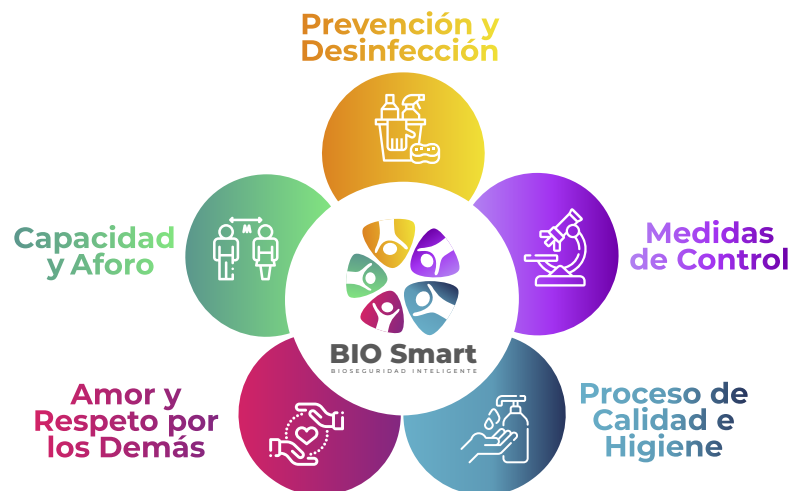 Prevención y
Desinfección
Capacidad
y Aforo
Medidas
de Control
M
BIO Smart
BIOSEGURIDAD INTELIGENTE
Amor y
Respeto por
los Demás
Proceso de
Calidad e
Higiene